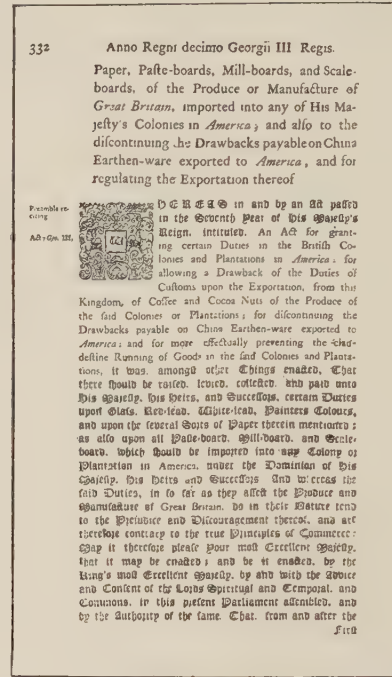 332 Anno Regni decimo Georgii III Regis.
Paper, Paſte-boards, Mill-boards, and Scale-
boards, of the Produce or Manufacture of
Great Britain, imported into any of His Ma-
jeſty's Colonies in America; and alſo to the
diſcontinuing the Drawbacks payable on China
Earthen-ware exported to America, and for
regulating the Exportation thereof
Preamble re-
citing
Act 7 Geo. III,
WHEREAS in and by an Act paſſed
in the Seventh Year of His Majeſty's
Reign, intituled, An Act for grant-
ing certain Duties in the Britiſh Co-
lonies and Plantations in America; for
allowing a Drawback of the Duties of
Cuſtoms upon the Exportation, from this
Kingdom, of Coffee and Cocoa Nuts of the Produce of
the ſaid Colonies or Plantations; for diſcontinuing the
Drawbacks payable on China Earthen-ware exported to
America; and for more effectually preventing the clan-
deſtine Running of Goods in the ſaid Colonies and Planta-
tions, it was, amongſt other Things enacted, That
there ſhould be raiſed, levied, collected, and paid unto
His Majeſty, His Heirs, and Succeſſors, certain Duties
upon Glaſs, Red-lead, White-lead, Painters Colours,
and upon the ſeveral Sorts of Paper therein mentioned;
as alſo upon all Paſte-board, Mill-board, and Scale-
board, which ſhould be imported into any Colony or
Plantation in America, under the Dominion of His
Majeſty, His Heirs and Succeſſors And whereas the
ſaid Duties, in ſo far as they affect the Produce and
Manufacture of Great Britain, do in their Nature tend
to the Prejudice and Diſcouragement thereof, and are
therefore contrary to the true Principles of Commerce:
May it therefore pleaſe Your moſt Excellent Majeſty,
that it may be enacted; and be it enacted, by the
King's moſt Excellent Majeſty, by and with the Advice
and Conſent of the Lords Spiritual and Temporal, and
Commons, in this preſent Parliament aſſembled, and
by the Authority of the ſame, That, from and after the
Firſt